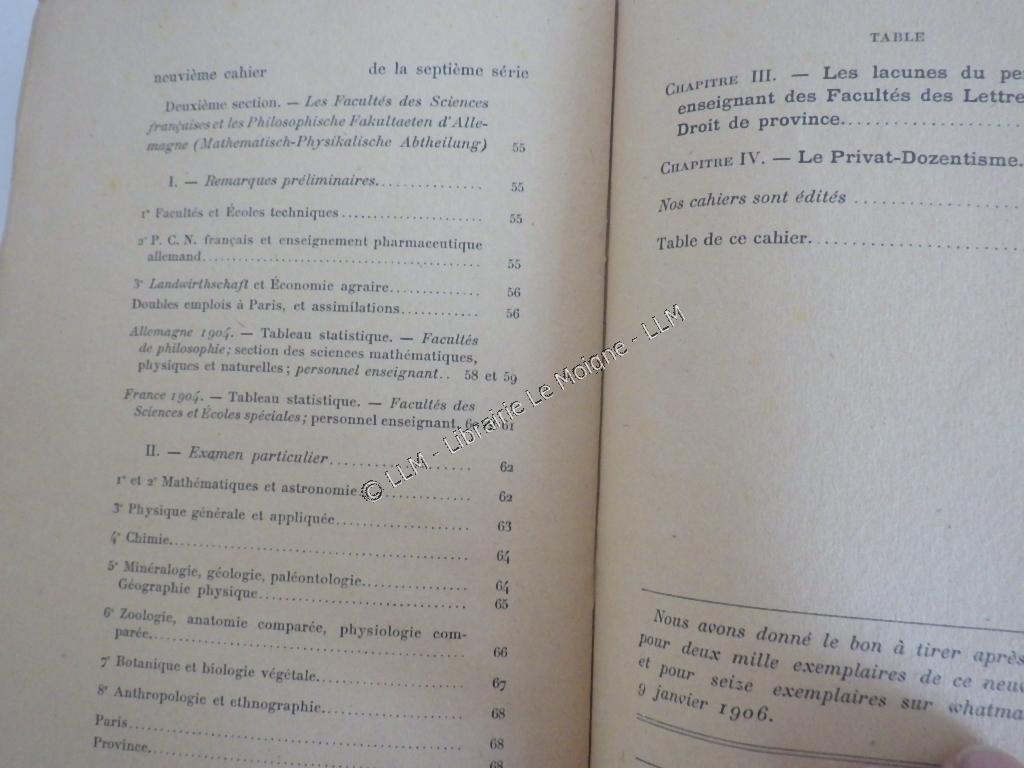 neuvième cahier de la septième série
Deuxième section. — Les Facultés des Sciences
françaises et les Philosophische Fakultaeten d'Alle-
magne (Mathematisch-Physikalische Abtheilung) 55
I. — Remarques préliminaires............... 55
1° Facultés et Écoles techniques.................... 55
2° P. C. N. français et enseignement pharmaceutique
allemand........................................ 55
3° Landwirthschaft et Économie agraire............. 56
Doubles emplois à Paris, et assimilations............ 56
Allemagne 1904. — Tableau statistique. — Facultés
de philosophie; section des sciences mathématiques,
physiques et naturelles; personnel enseignant.. 58 et 59
France 1904. — Tableau statistique. — Facultés des
Sciences et Écoles spéciales; personnel enseignant, 61
II. — Examen particulier.................... 62
1° et 2° Mathématiques et astronomie............... 62
3° Physique générale et appliquée................... 63
4° Chimie.......................................... 64
5° Minéralogie, géologie, paléontologie............... 64
Géographie physique............................. 65
6° Zoologie, anatomie comparée, physiologie com-
parée............................................ 66
7° Botanique et biologie végétale..................... 67
8° Anthropologie et ethnographie.................... 68
Paris............................................. 68
Province.......................................... 68
TABLE
Chapitre III. — Les lacunes du
enseignant des Facultés des Lettre
Droit de province..................
Chapitre IV. — Le Privat-Dozentisme.
Nos cahiers sont édités ...................
Table de ce cahier.........................
Nous avons donné le bon à tirer après
pour deux mille exemplaires de ce
et pour seize exemplaires sur
9 janvier 1906.
© LLM - Librairie Le Moigne - LLM